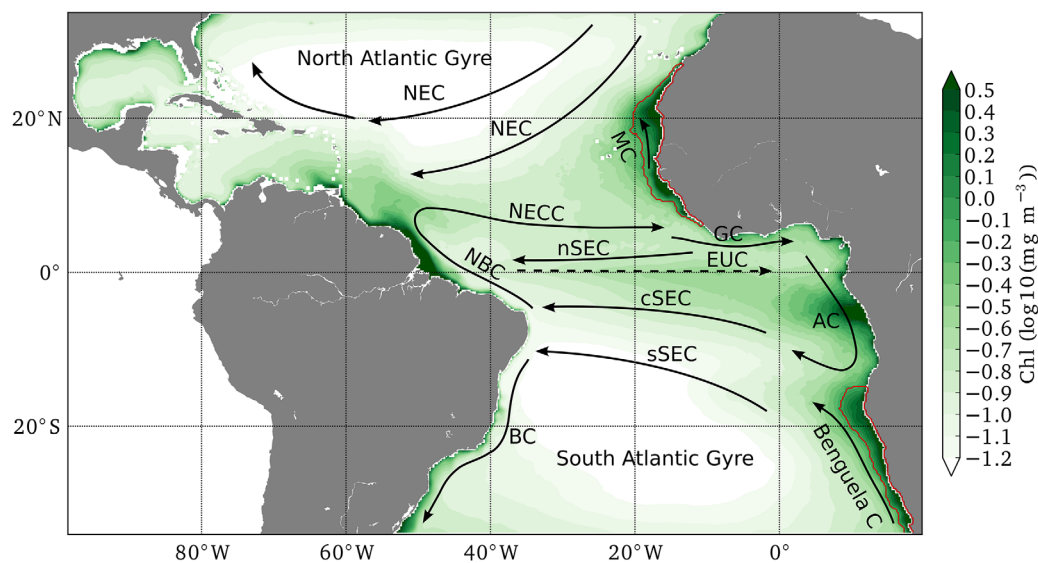 North Atlantic Gyre
NEC
NEC
20°N
MC
NECC
GC
nSEC
EUC
NBC
0°
cSEC
AC
sSEC
20°S
BC
Benguela C
South Atlantic Gyre
80°W
60°W
40°W
20°W
0°
0.5
0.4
0.3
0.2
0.1
0.0
−0.1
−0.2
−0.3
−0.4
−0.5
−0.6
−0.7
−0.8
−0.9
−1.0
−1.1
−1.2
Chl (log10(mg m⁻³))